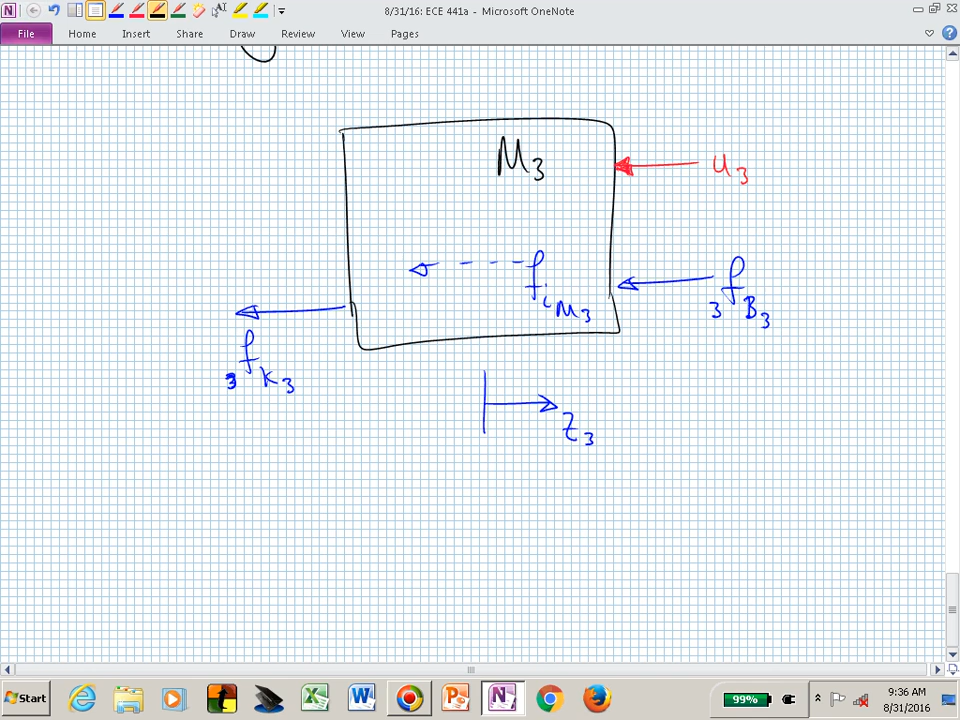 8/31/16: ECE 441a - Microsoft OneNote
File Home Insert Share Draw Review View Pages
M3
u3
fiM3
3fB3
3fK3
z3
Start
99%
9:36 AM
8/31/2016